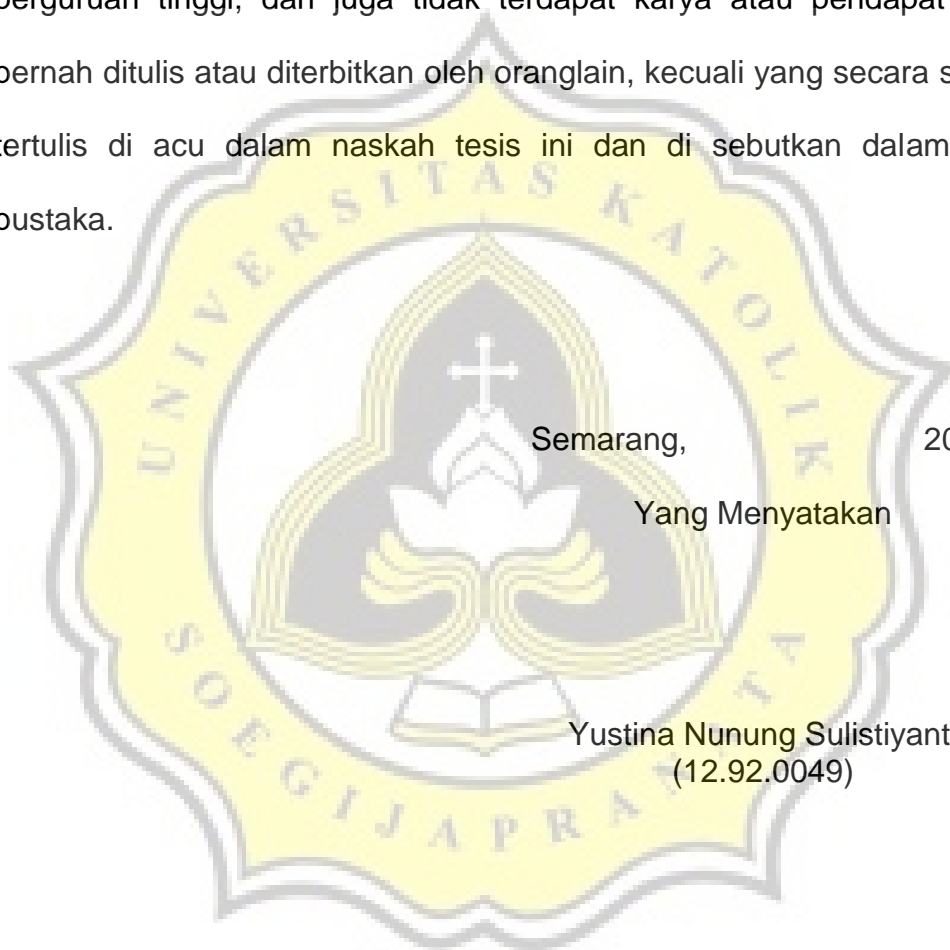 perguruan tinggi, dan juga tidak terdapat karya atau pendapat
pernah ditulis atau diterbitkan oleh oranglain, kecuali yang secara s
tertulis di acu dalam naskah tesis ini dan di sebutkan dalam
pustaka.
UNIVERSITAS KATOLIK
Semarang, 20
Yang Menyatakan
Yustina Nunung Sulistiyant
(12.92.0049)
SOEGIJAPRANATA